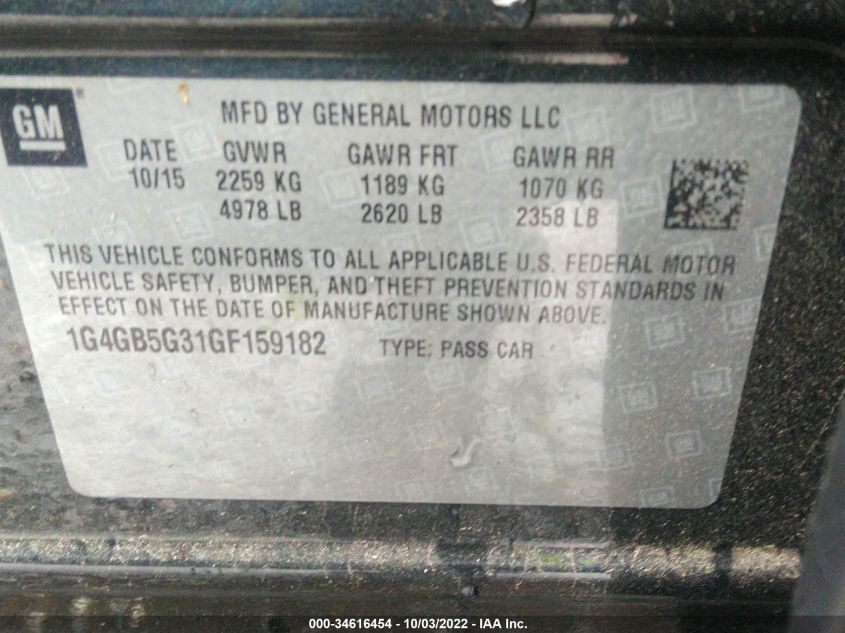 GM®
MFD BY GENERAL MOTORS LLC
DATE GVWR GAWR FRT GAWR RR
10/15 2259 KG 1189 KG 1070 KG
4978 LB 2620 LB 2358 LB
THIS VEHICLE CONFORMS TO ALL APPLICABLE U.S. FEDERAL MOTOR
VEHICLE SAFETY, BUMPER, AND THEFT PREVENTION STANDARDS IN
EFFECT ON THE DATE OF MANUFACTURE SHOWN ABOVE.
1G4GB5G31GF159182 TYPE: PASS CAR
000-34616454 - 10/03/2022 - IAA Inc.